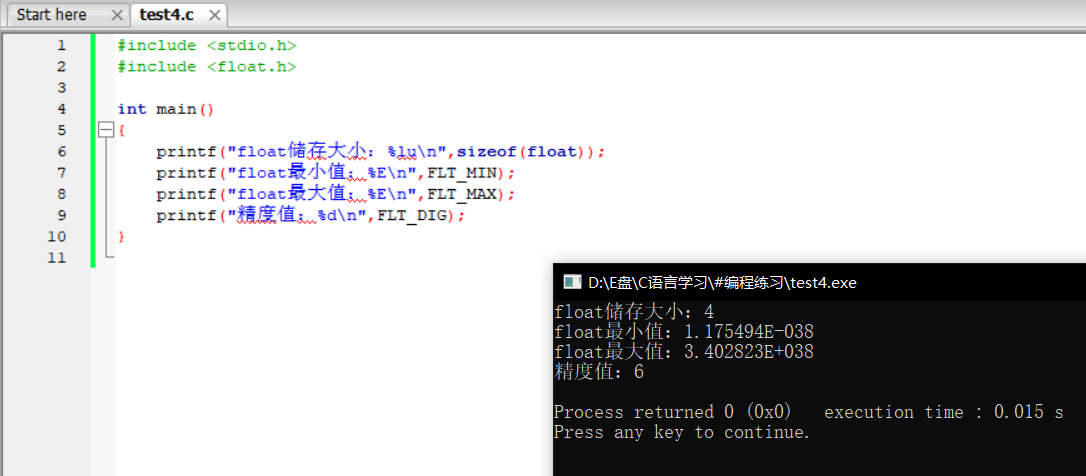 Start here
test4.c
1 #include <stdio.h>
2 #include <float.h>
3
4 int main()
5 {
6 printf("float储存大小：%lu\n",sizeof(float));
7 printf("float最小值：%E\n",FLT_MIN);
8 printf("float最大值：%E\n",FLT_MAX);
9 printf("精度值：%d\n",FLT_DIG);
10 }
11
D:\E盘\C语言学习\#编程练习\test4.exe
float储存大小：4
float最小值：1.175494E-038
float最大值：3.402823E+038
精度值：6
Process returned 0 (0x0)   execution time : 0.015 s
Press any key to continue.